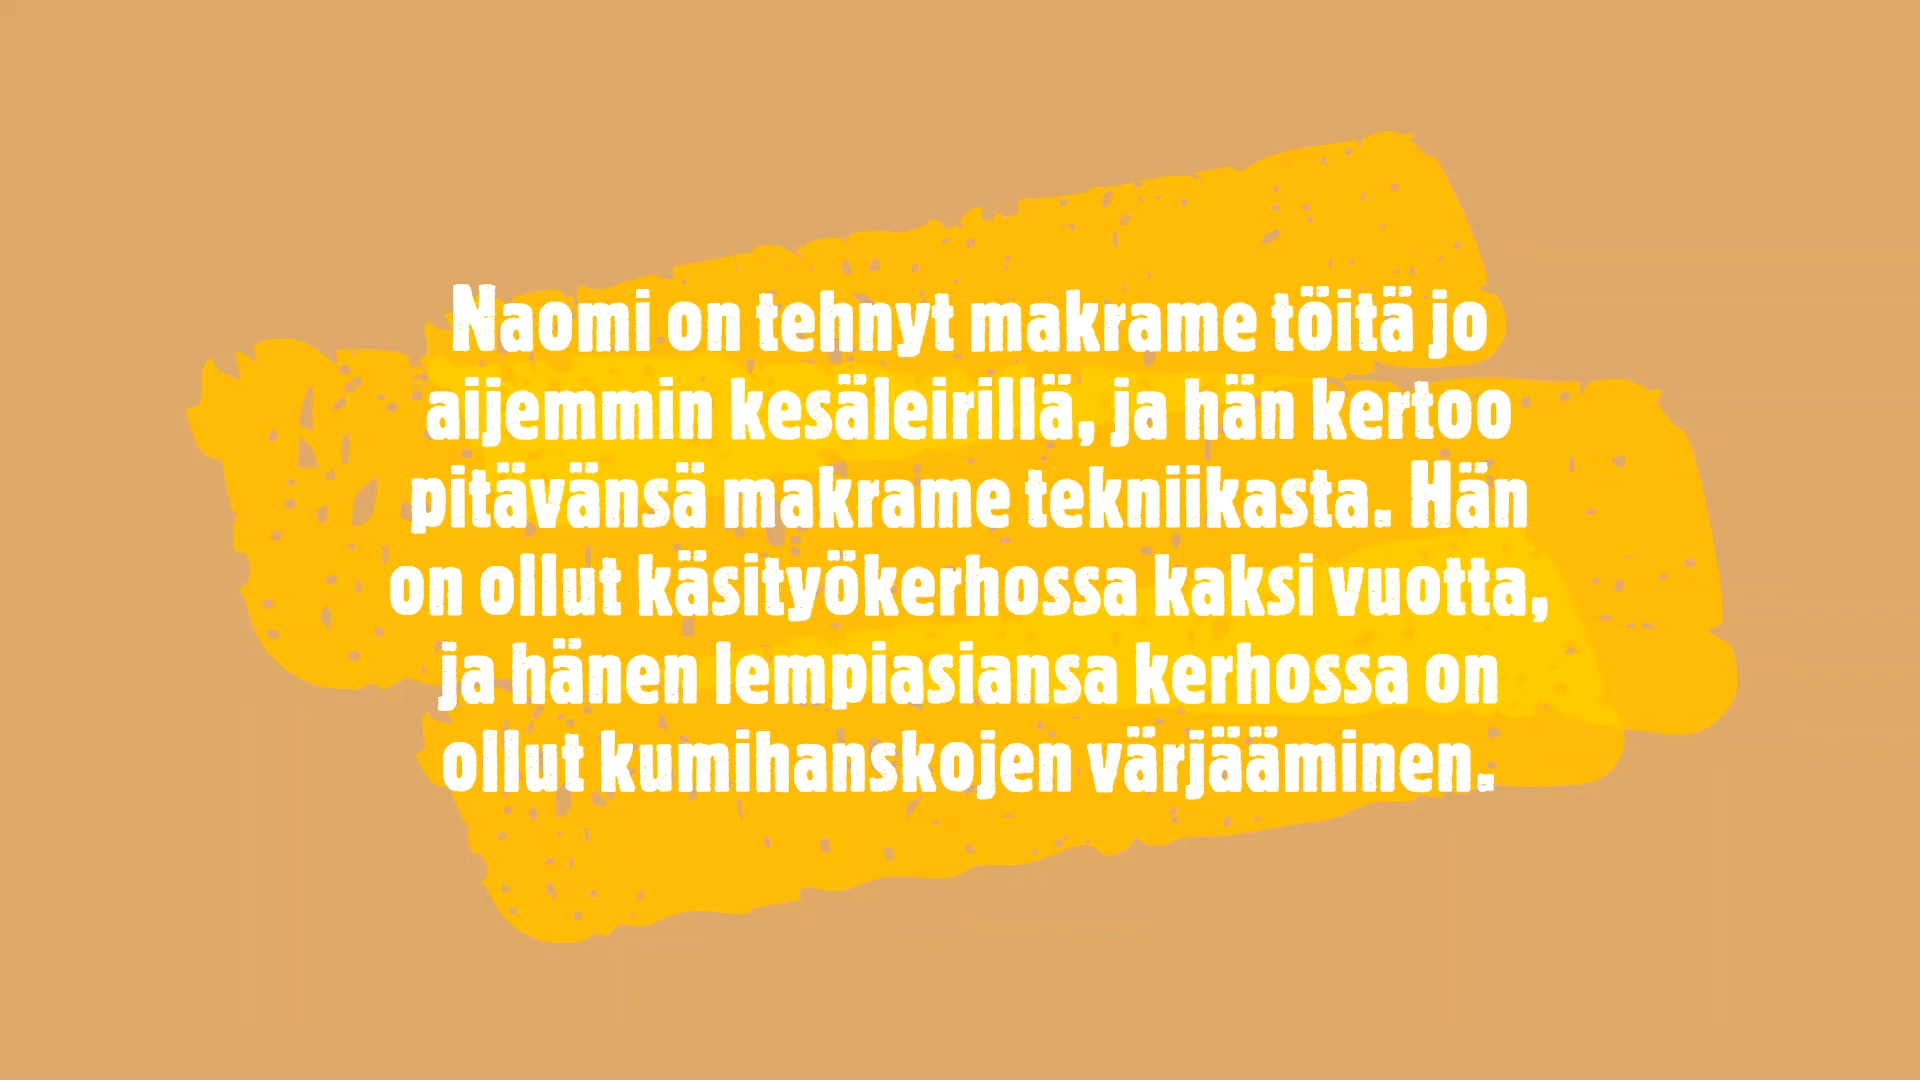 Naomi on tehnyt makrame töitä jo
aijemmin kesäleirillä, ja hän kertoo
pitävänsä makrame tekniikasta. Hän
on ollut käsityökerhossa kaksi vuotta,
ja hänen lempiasiansa kerhossa on
ollut kumihanskojen värjääminen.